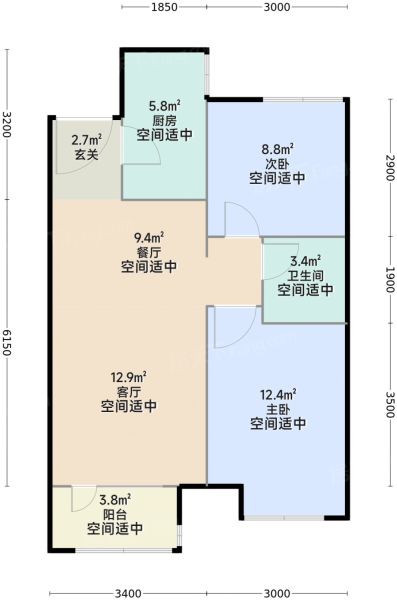 1850
3000
3200
5.8㎡
厨房
空间适中
2.7㎡
玄关
8.8㎡
次卧
空间适中
2900
9.4㎡
餐厅
空间适中
3.4㎡
卫生间
空间适中
1900
6150
12.9㎡
客厅
空间适中
12.4㎡
主卧
空间适中
3500
3.8㎡
阳台
空间适中
3400
3000